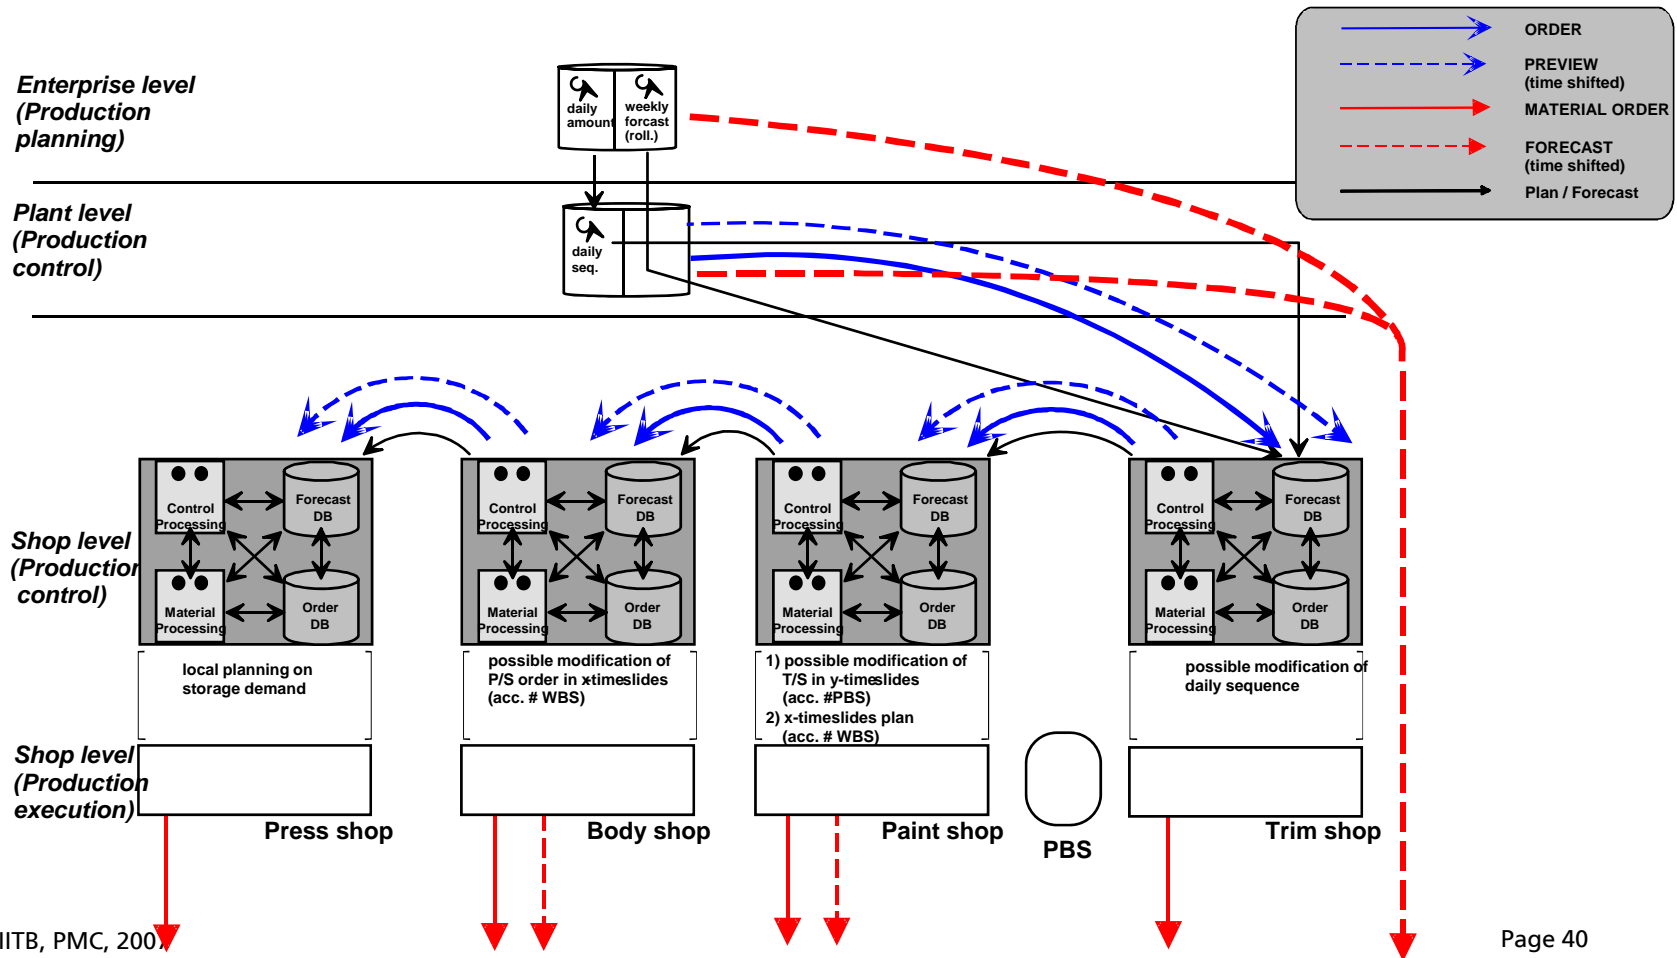 ORDER
PREVIEW
(time shifted)
MATERIAL ORDER
FORECAST
(time shifted)
Plan / Forecast
Enterprise level
(Production
planning)
daily
amount
weekly
forcast
(roll.)
Plant level
(Production
control)
daily
seq.
Shop level
(Production
control)
Control
Processing
Forecast
DB
Material
Processing
Order
DB
Control
Processing
Forecast
DB
Material
Processing
Order
DB
Control
Processing
Forecast
DB
Material
Processing
Order
DB
Control
Processing
Forecast
DB
Material
Processing
Order
DB
local planning on
storage demand
possible modification of
P/S order in x-timeslides
(acc. # WBS)
1) possible modification of
T/S in y-timeslides
(acc. #PBS)
2) x-timeslides plan
(acc. # WBS)
possible modification of
daily sequence
Shop level
(Production
execution)
Press shop
Body shop
Paint shop
PBS
Trim shop
IITB, PMC, 2007
Page 40